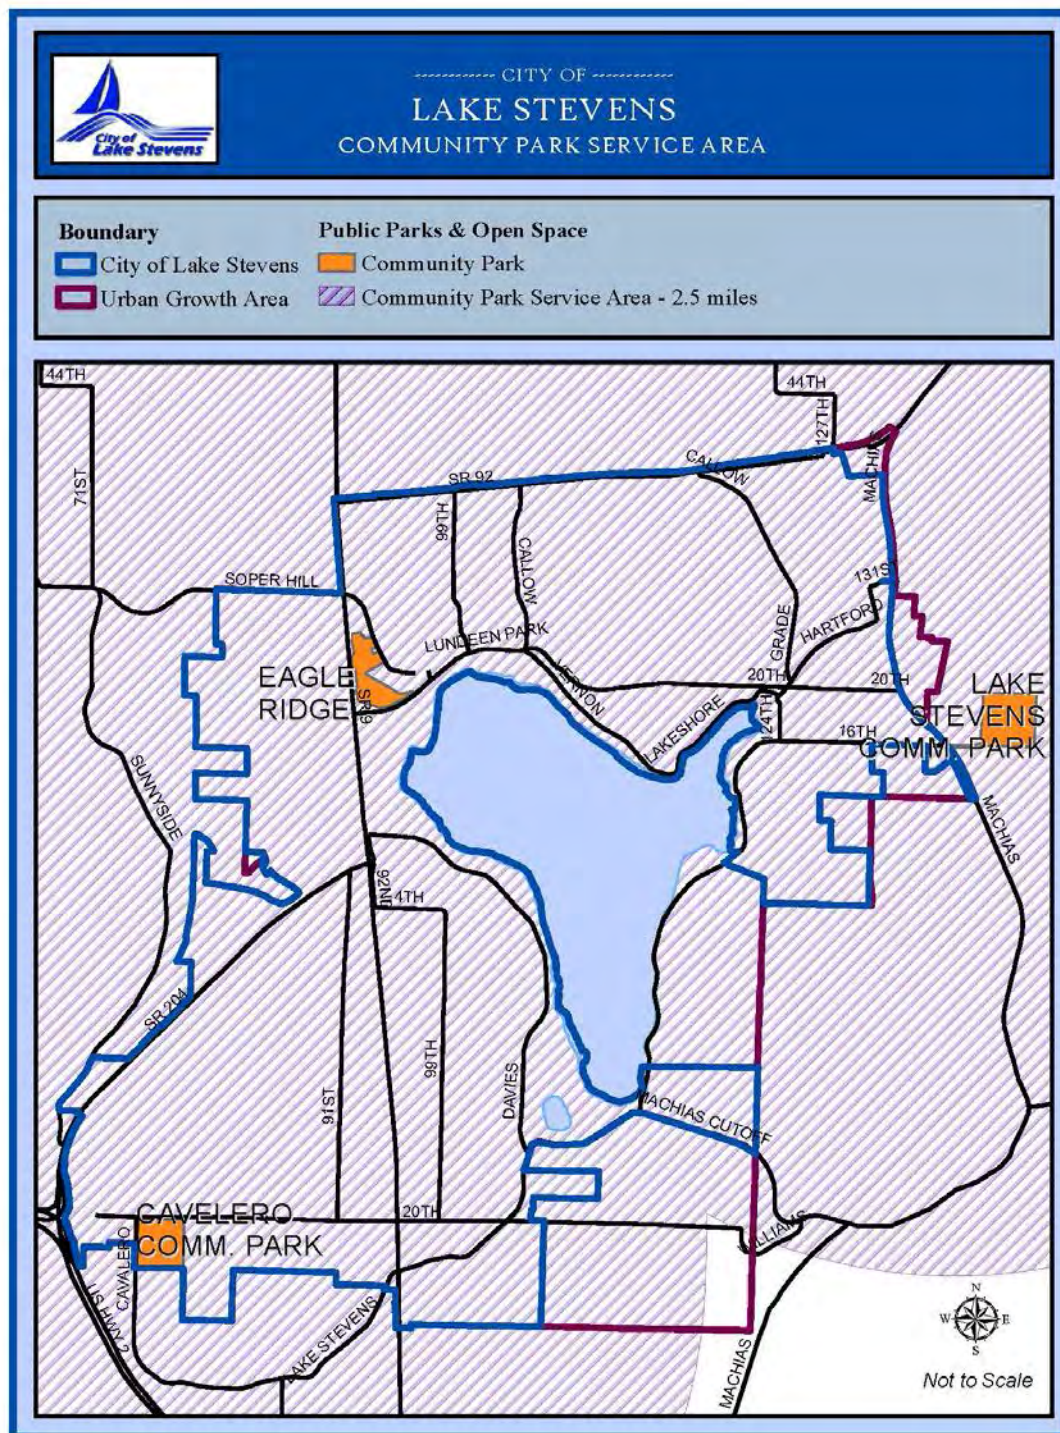 City of
Lake Stevens
------------ CITY OF ------------
LAKE STEVENS
COMMUNITY PARK SERVICE AREA
Boundary
Public Parks & Open Space
City of Lake Stevens
Community Park
Urban Growth Area
Community Park Service Area - 2.5 miles
44TH
44TH
127TH
71ST
CALLOW
MACHIAS
SR 92
99TH
CALLOW
131ST
SOPER HILL
HARTFORD
GRADE
LUNDEEN PARK
EAGLE
RIDGE
SR 9
VERNON
20TH
20TH
LAKE
STEVENS
COMM. PARK
LAKESHORE
124TH
16TH
SUNNYSIDE
MACHIAS
92ND
4TH
SR 204
99TH
91ST
DAVIES
MACHIAS CUTOFF
CAVELERO
COMM. PARK
20TH
WILLIAMS
CAVALERO
US HWY 2
LAKE STEVENS
MACHIAS
N
W
E
S
Not to Scale